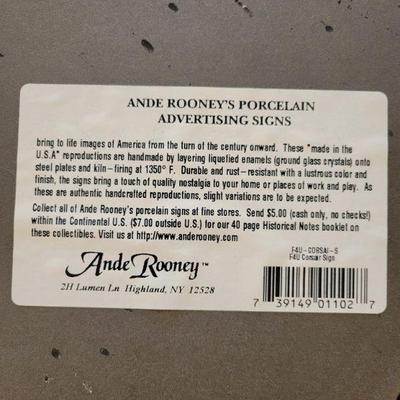 ANDE ROONEY'S PORCELAIN
ADVERTISING SIGNS
bring to life images of America from the turn of the century onward. These "made in the
U.S.A" reproductions are handmade by layering liquefied enamels (ground glass crystals) onto
steel plates and kiln-firing at 1350° F. Durable and rust-resistant with a lustrous color and
finish, the signs bring a touch of quality nostalgia to your home or places of work and play. As
these are authentic handcrafted reproductions, slight variations are to be expected.
Collect all of Ande Rooney's porcelain signs at fine stores. Send $5.00 (cash only, no checks!)
within the Continental U.S. ($7.00 outside U.S.) for our 40 page Historical Notes booklet on
these collectibles. Visit us at http://www.anderooney.com
Ande Rooney™
2H Lumen Ln Highland, NY 12528
F4U-CORSAI-S
F4U Corsair Sign
7 39149 01102 7